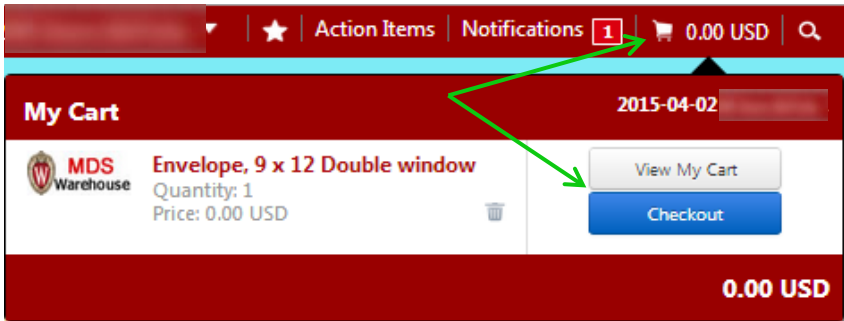 Action Items
Notifications 1
0.00 USD
My Cart
2015-04-02
MDS
Warehouse
Envelope, 9 x 12 Double window
Quantity: 1
Price: 0.00 USD
View My Cart
Checkout
0.00 USD